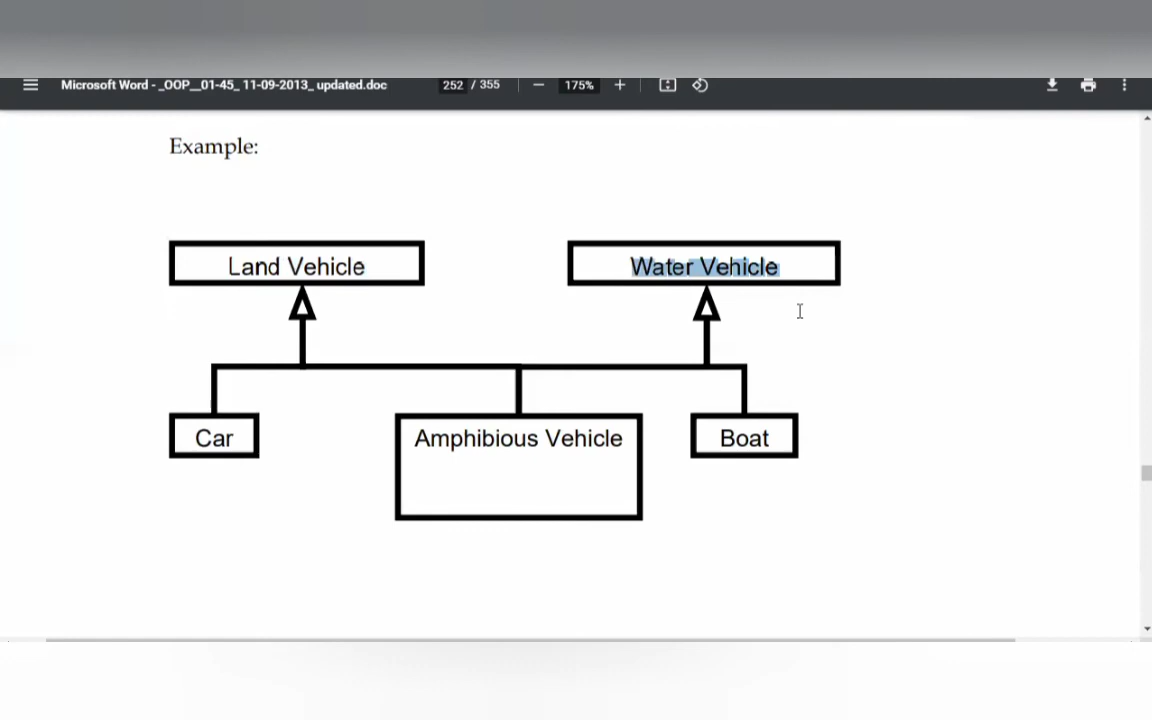 Microsoft Word - _OOP__01-45_ 11-09-2013_ updated.doc 252 / 355 175%
Example:
Land Vehicle Water Vehicle
Car Amphibious Vehicle Boat